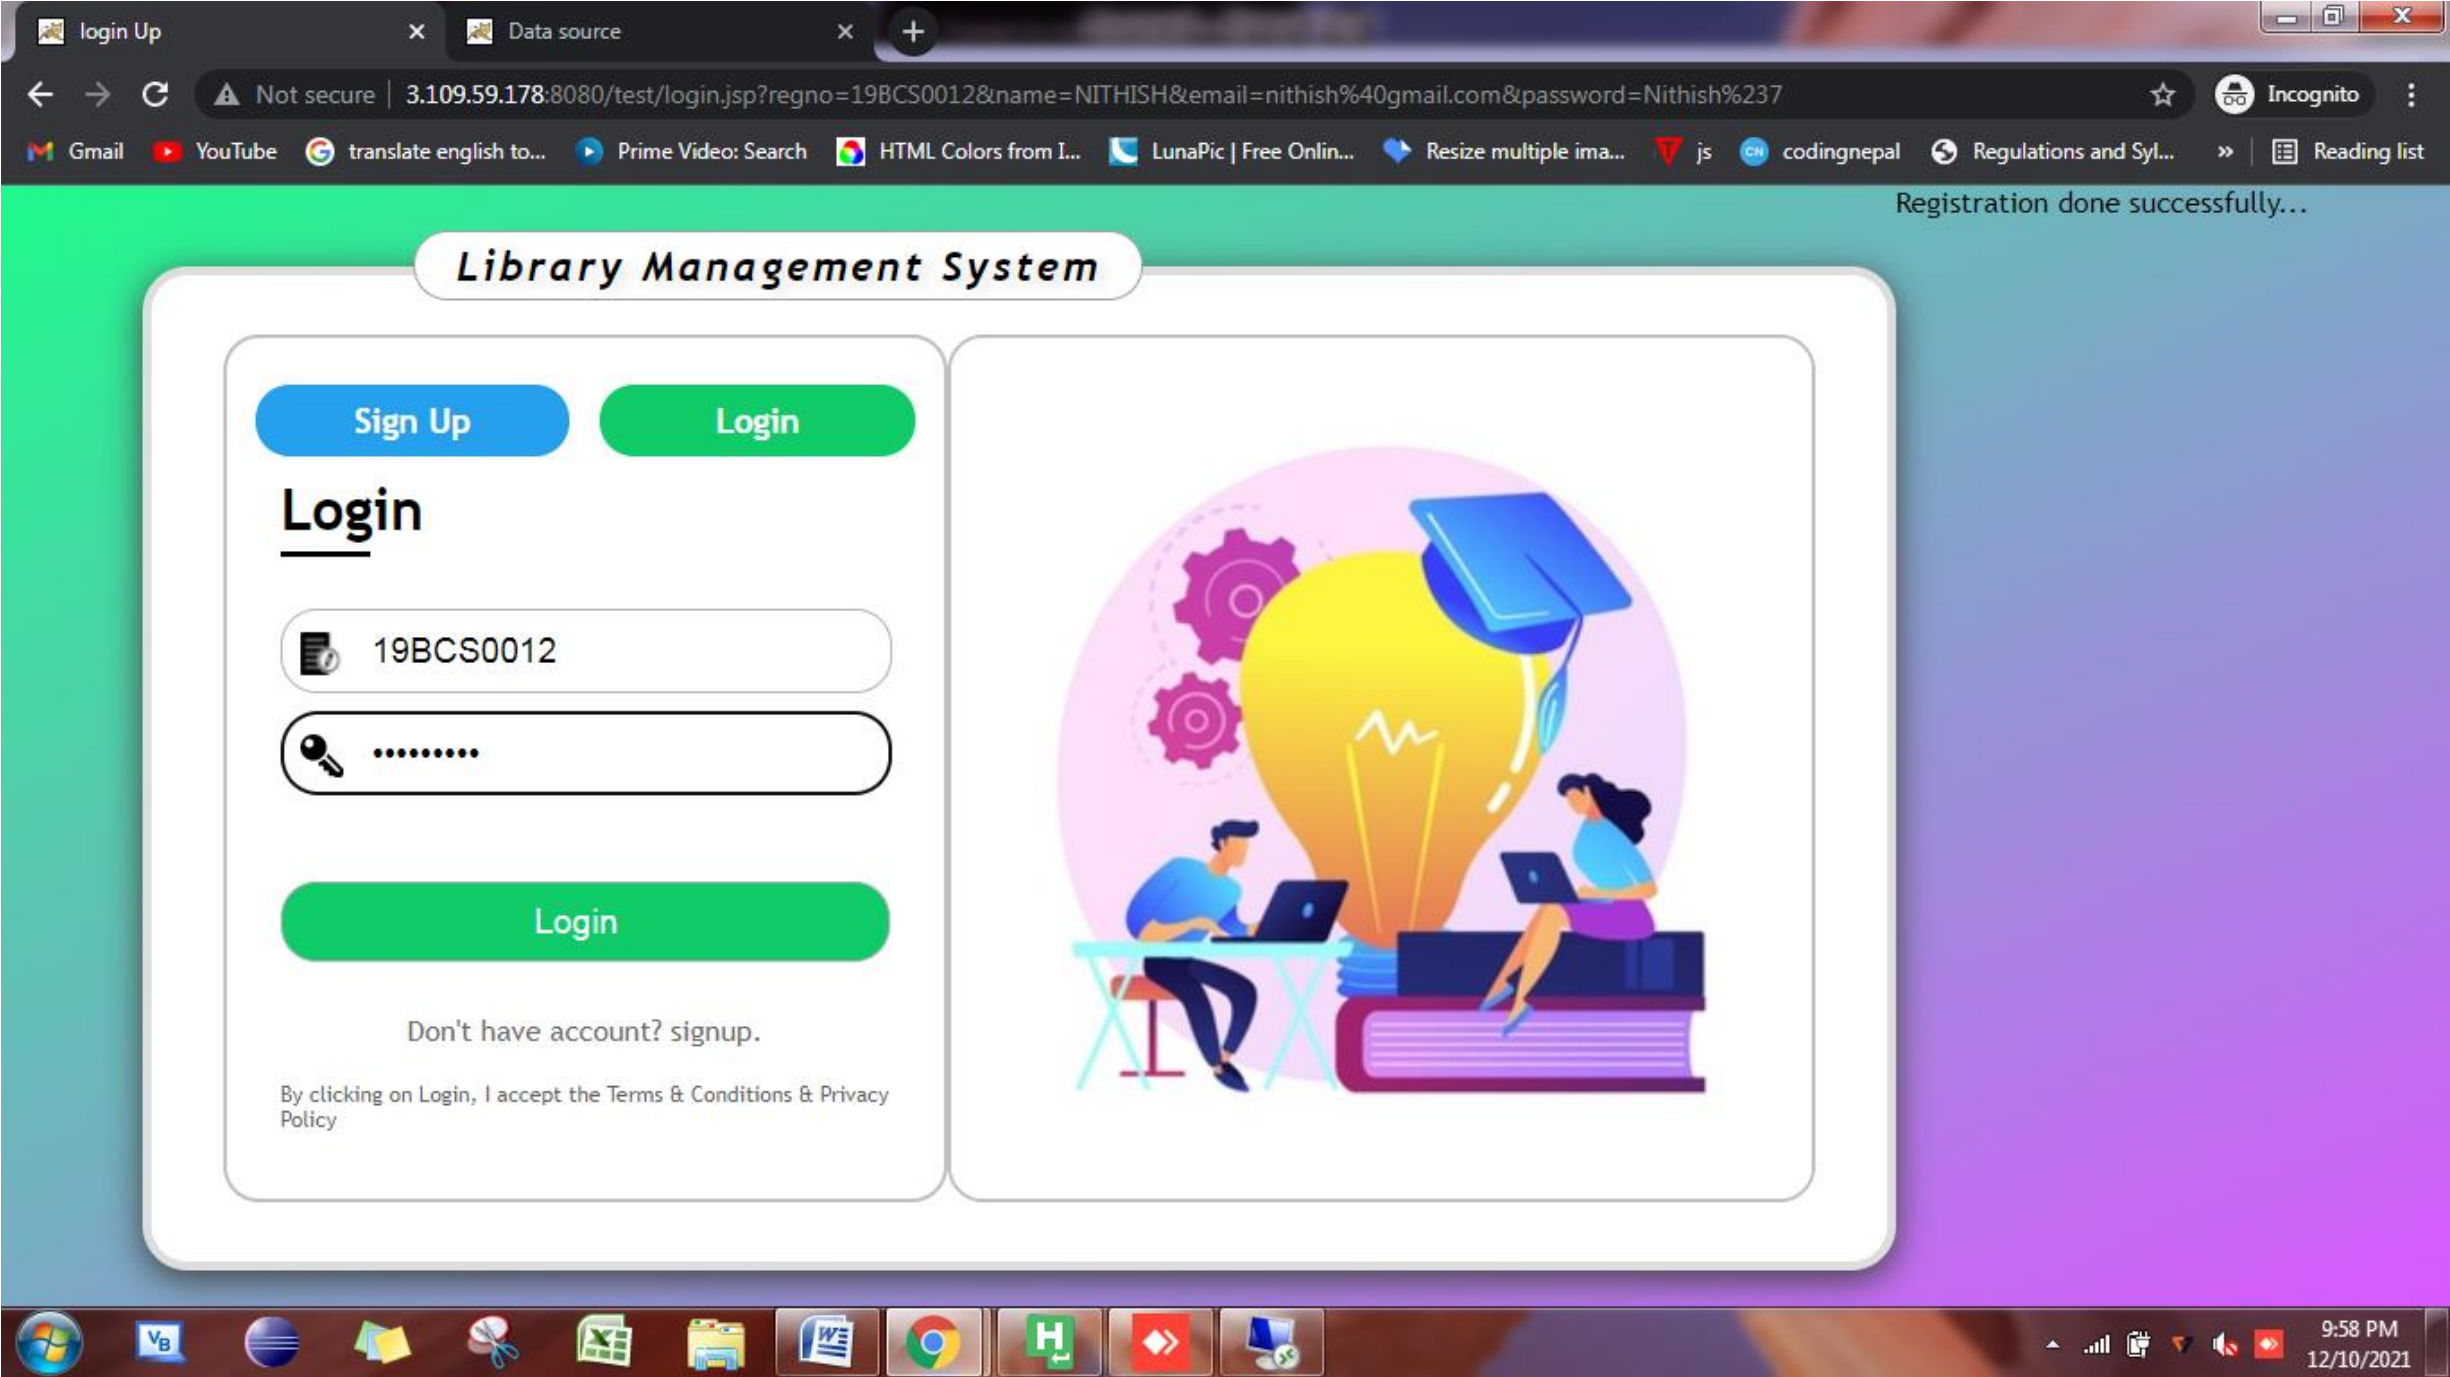 login Up
Data source
Not secure 3.109.59.178:8080/test/login.jsp?regno=19BCS0012&name=NITHISH&email=nithish%40gmail.com&password=Nithish%237
Incognito
Gmail YouTube translate english to... Prime Video: Search HTML Colors from I... LunaPic | Free Onlin... Resize multiple ima... js CN codingnepal Regulations and Syl... » Reading list
Registration done successfully...
Library Management System
Sign Up Login
Login
19BCS0012
•••••••••
Login
Don't have account? signup.
By clicking on Login, I accept the Terms & Conditions & Privacy
Policy
VB
W
H
9:58 PM
12/10/2021